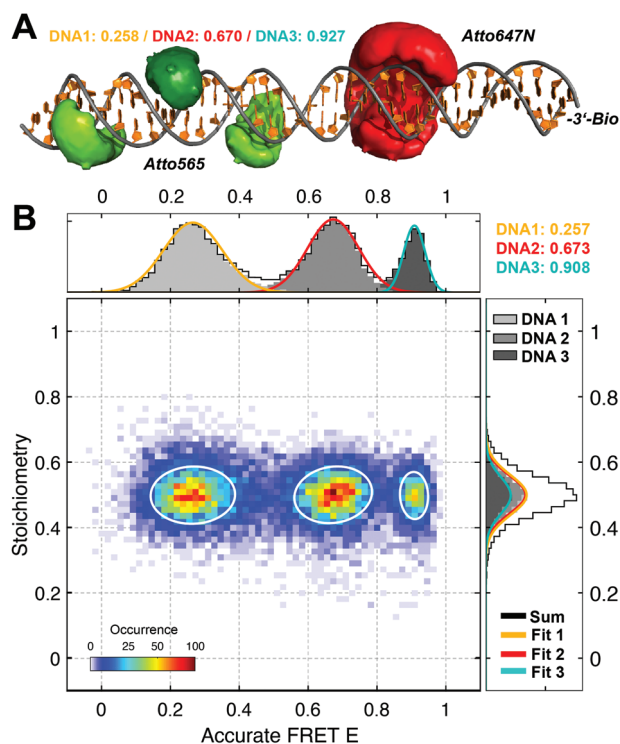 A
DNA1: 0.258 / DNA2: 0.670 / DNA3: 0.927
Atto647N
Atto565
-3‘-Bio
0 0.2 0.4 0.6 0.8 1
B
DNA1: 0.257
DNA2: 0.673
DNA3: 0.908
DNA 1
DNA 2
DNA 3
1
0.8
0.6
0.4
0.2
0
Stoichiometry
Occurrence
0 25 50 100
1
0.8
0.6
0.4
0.2
0
Sum
Fit 1
Fit 2
Fit 3
0 0.2 0.4 0.6 0.8 1
Accurate FRET E